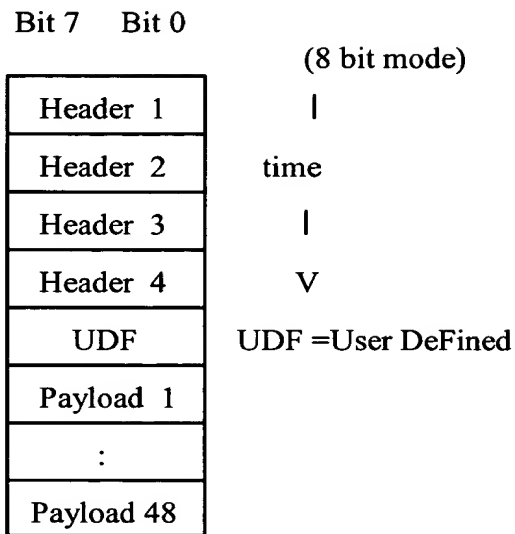 Bit 7 Bit 0
(8 bit mode)
Header 1 |
Header 2 time
Header 3 |
Header 4 V
UDF UDF =User DeFined
Payload 1
:
Payload 48